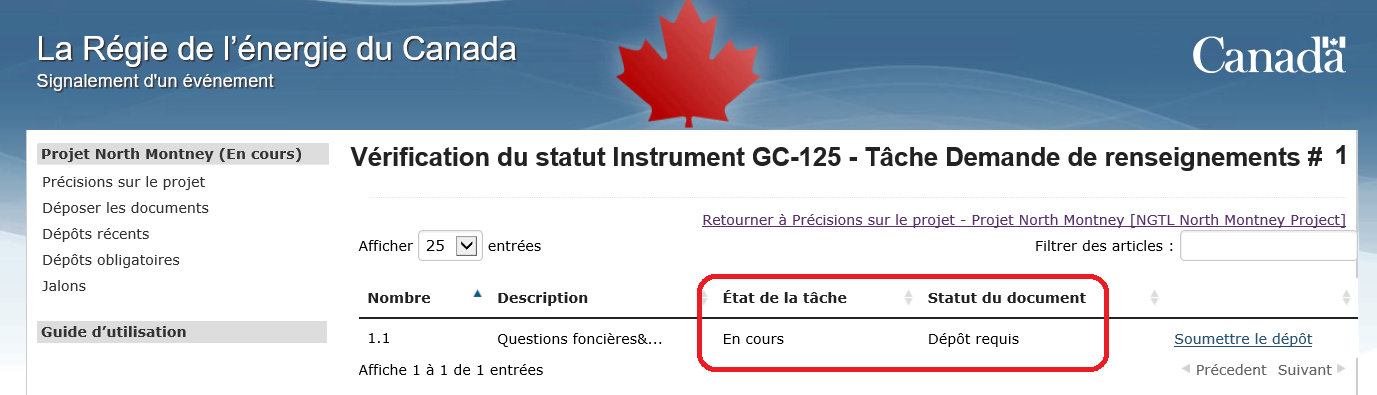 La Régie de l'énergie du Canada
Signalement d'un événement
Canada
Projet North Montney (En cours)
Précisions sur le projet
Déposer les documents
Dépôts récents
Dépôts obligatoires
Jalons
Guide d'utilisation
Vérification du statut Instrument GC-125 - Tâche Demande de renseignements # 1
Retourner à Précisions sur le projet - Projet North Montney [NGTL North Montney Project]
Afficher 25 entrées Filtrer des articles :
Nombre Description État de la tâche Statut du document
1.1 Questions foncières&... En cours Dépôt requis Soumettre le dépôt
Affiche 1 à 1 de 1 entrées Précedent Suivant